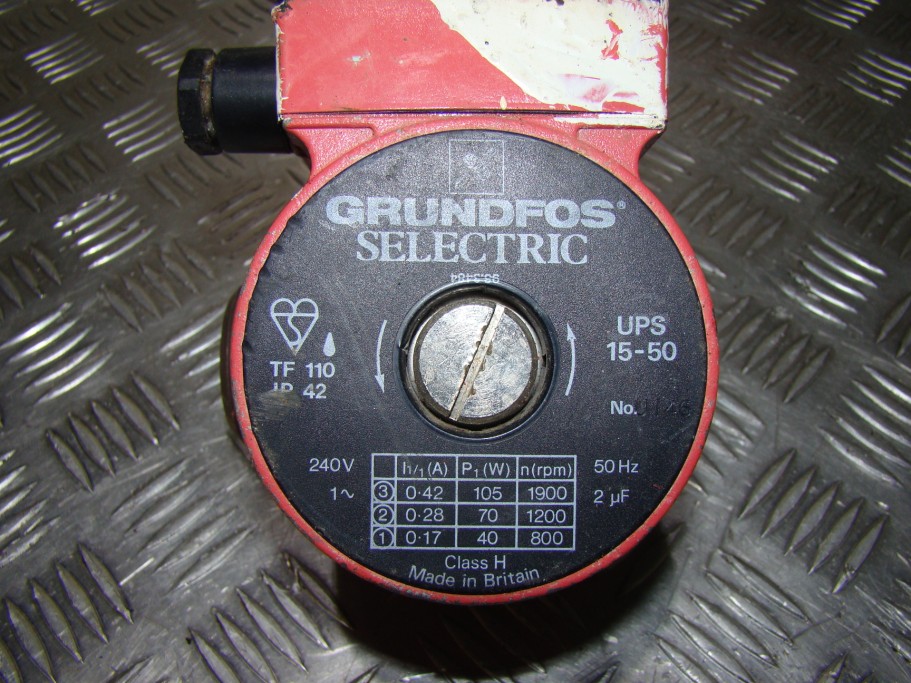 GRUNDFOS®
SELECTRIC
TF 110
IP 42
UPS
15-50
No.
240V
1~
I1/1(A) P1(W) n(rpm)
3 0·42 105 1900
2 0·28 70 1200
1 0·17 40 800
50 Hz
2 µF
Class H
Made in Britain